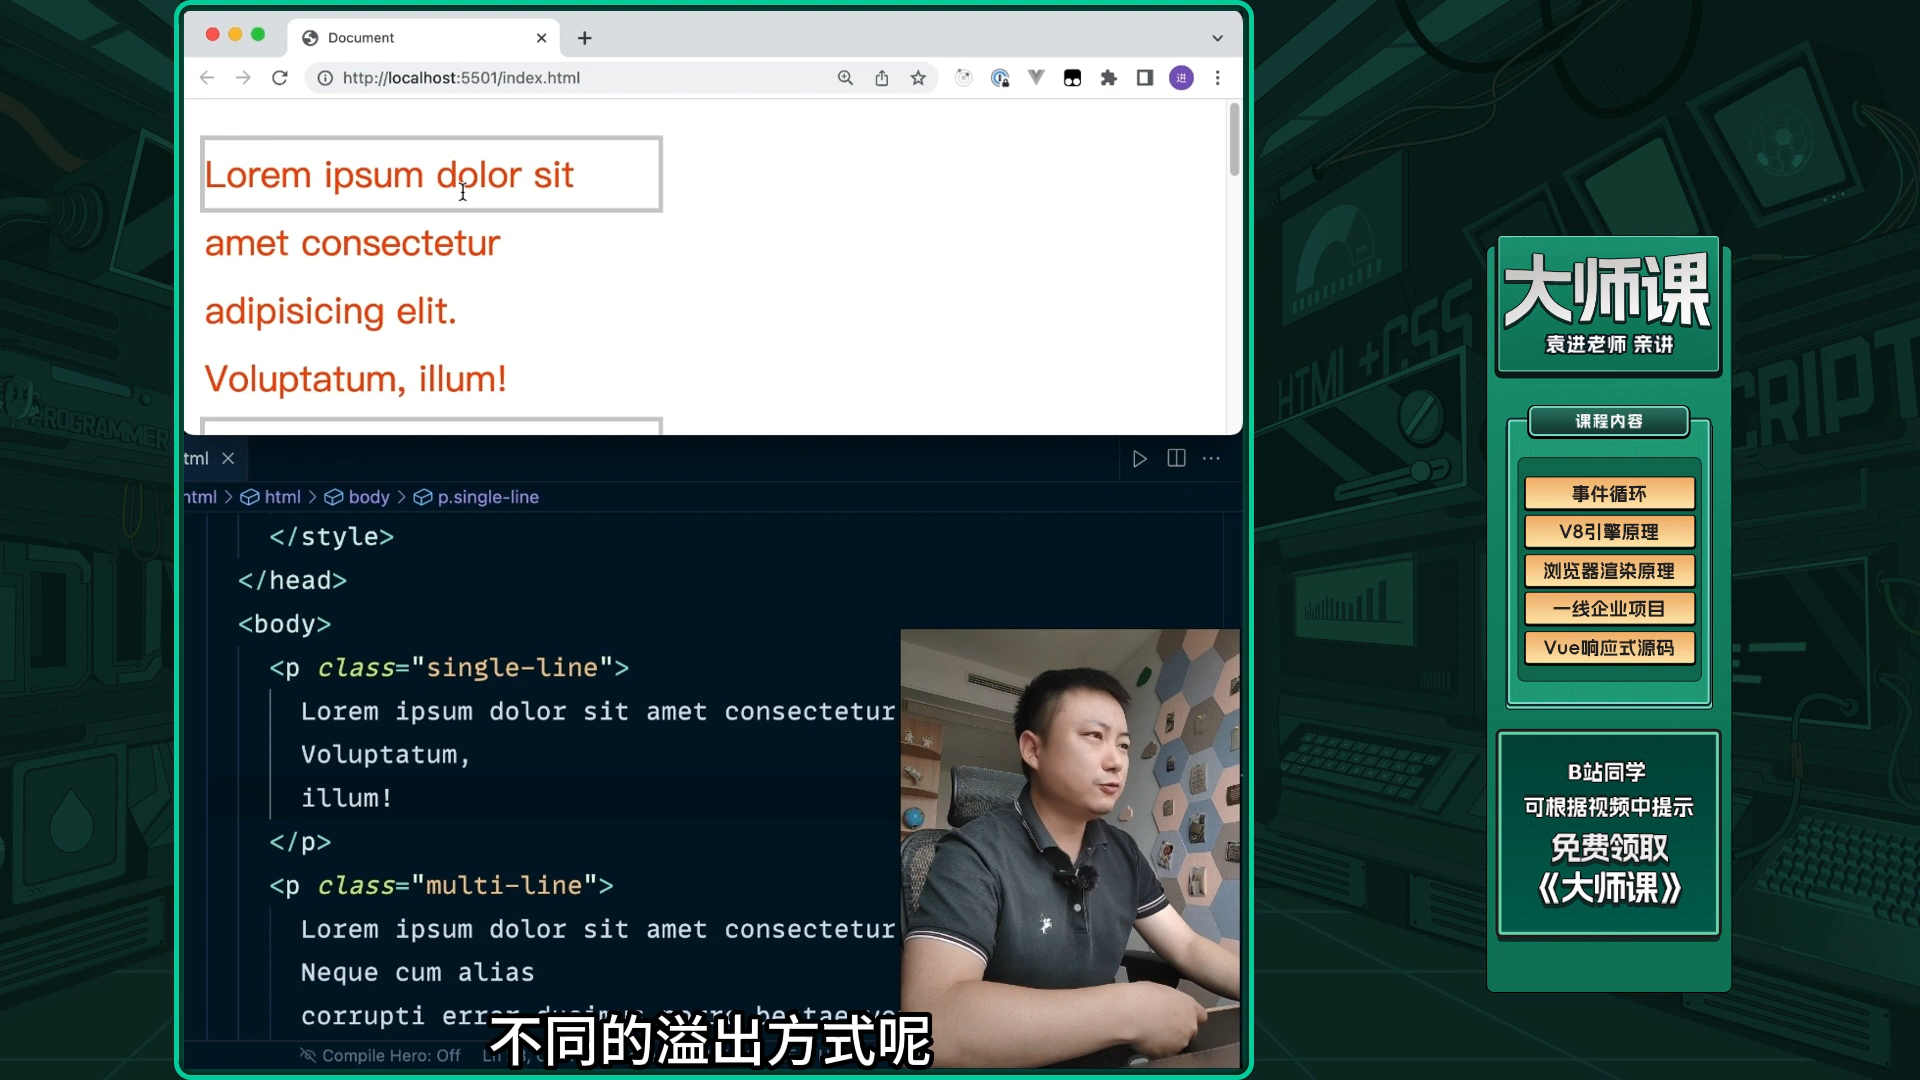 Document
http://localhost:5501/index.html
进
Lorem ipsum dolor sit
amet consectetur
adipisicing elit.
Voluptatum, illum!
tml
html > html > body > p.single-line
</style>
</head>
<body>
<p class="single-line">
Lorem ipsum dolor sit amet consectetur
Voluptatum,
illum!
</p>
<p class="multi-line">
Lorem ipsum dolor sit amet consectetur
Neque cum alias
corrupti error
Compile Hero: Off
不同的溢出方式呢
大师课
袁进老师 亲讲
课程内容
事件循环
V8引擎原理
浏览器渲染原理
一线企业项目
Vue响应式源码
B站同学
可根据视频中提示
免费领取
《大师课》
PROGRAMMER
HTML+CSS